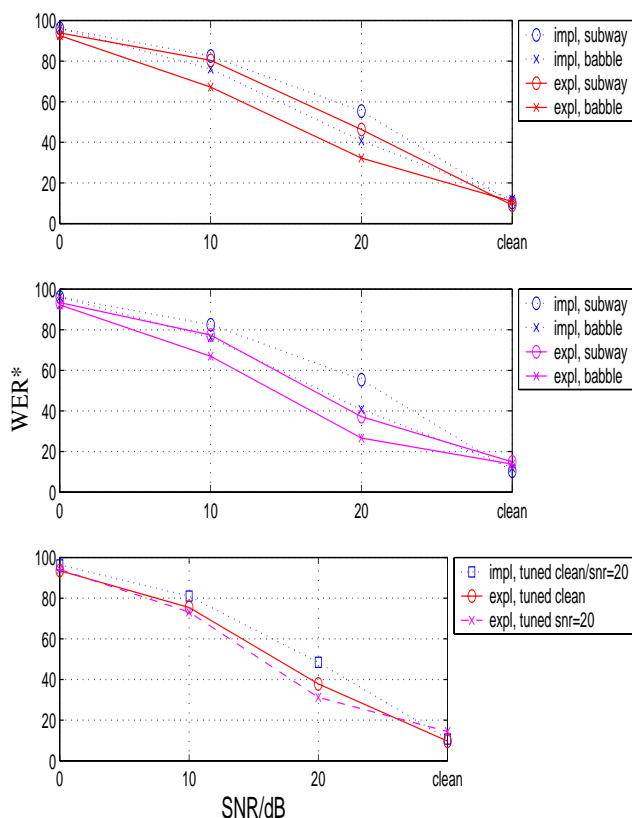 100
80
60
40
20
0
0 10 20 clean
impl, subway
impl, babble
expl, subway
expl, babble
WER*
100
80
60
40
20
0
0 10 20 clean
impl, subway
impl, babble
expl, subway
expl, babble
100
80
60
40
20
0
0 10 20 clean
SNR/dB
impl, tuned clean/snr=20
expl, tuned clean
expl, tuned snr=20